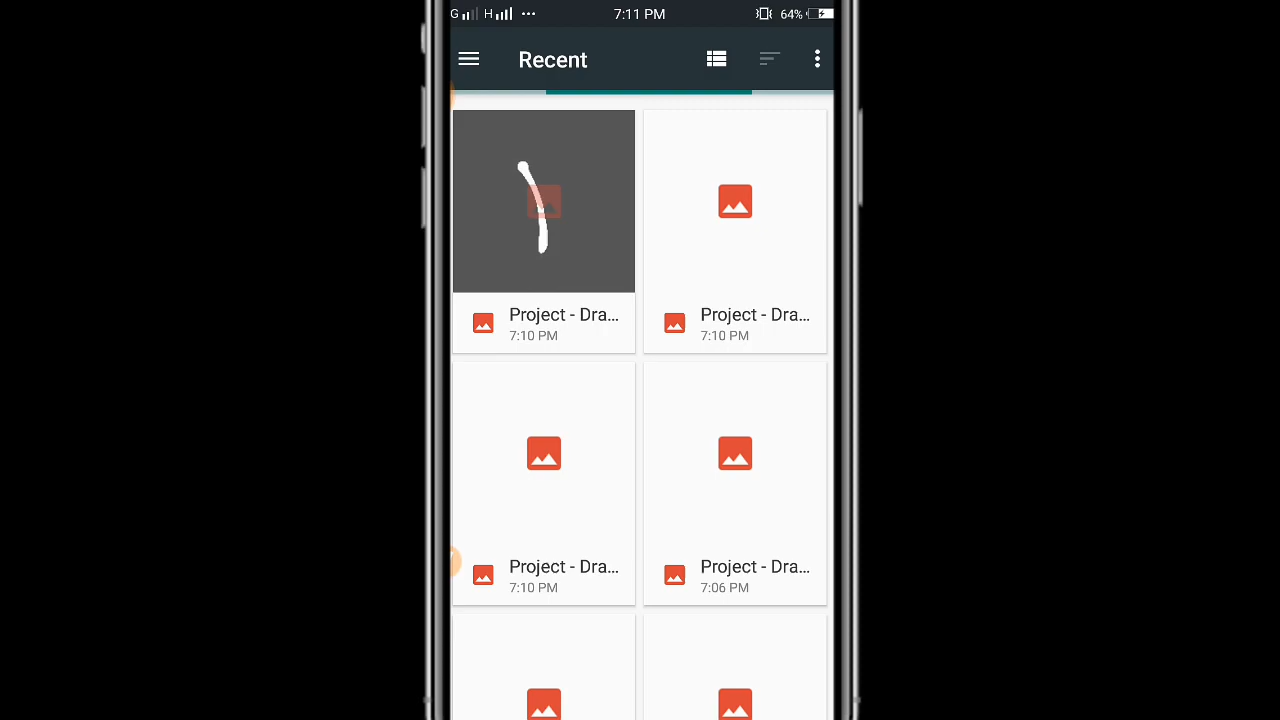 G H 7:11 PM 64%
Recent
Project - Dra... Project - Dra...
7:10 PM 7:10 PM
Project - Dra... Project - Dra...
7:10 PM 7:06 PM